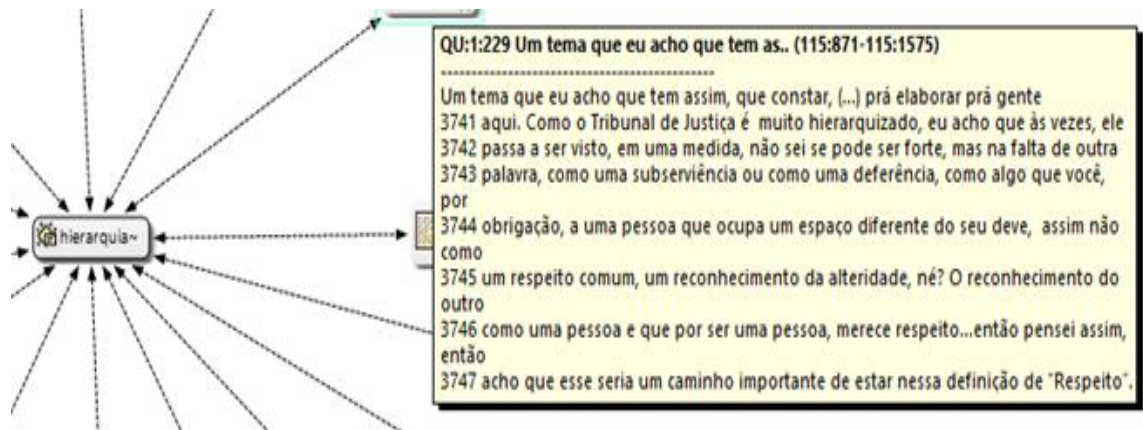 QU:1:229 Um tema que eu acho que tem as.. (115:871-115:1575)
---------------------------------------------
Um tema que eu acho que tem assim, que constar, (...) prá elaborar prá gente
3741 aqui. Como o Tribunal de Justiça é muito hierarquizado, eu acho que às vezes, ele
3742 passa a ser visto, em uma medida, não sei se pode ser forte, mas na falta de outra
3743 palavra, como uma subserviência ou como uma deferência, como algo que você,
por
3744 obrigação, a uma pessoa que ocupa um espaço diferente do seu deve, assim não
como
3745 um respeito comum, um reconhecimento da alteridade, né? O reconhecimento do
outro
3746 como uma pessoa e que por ser uma pessoa, merece respeito...então pensei assim,
então
3747 acho que esse seria um caminho importante de estar nessa definição de "Respeito".
hierarquia~